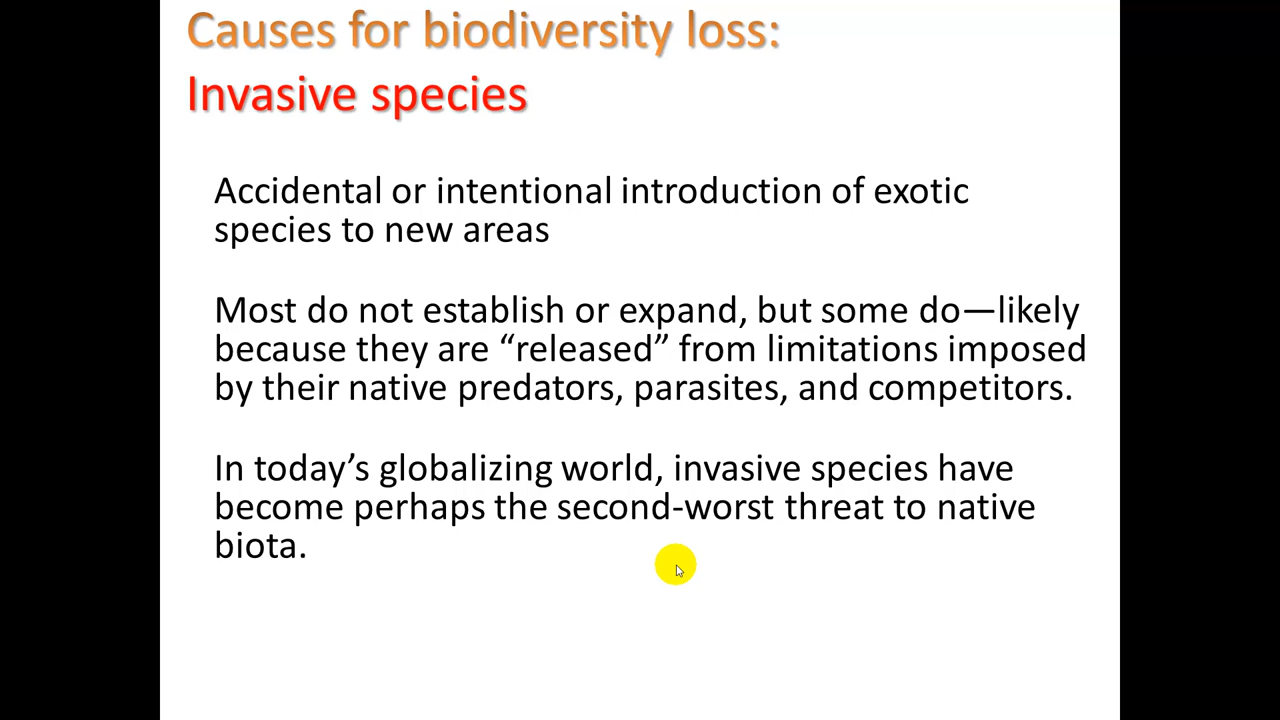 Causes for biodiversity loss:
Invasive species
Accidental or intentional introduction of exotic
species to new areas
Most do not establish or expand, but some do—likely
because they are “released” from limitations imposed
by their native predators, parasites, and competitors.
In today’s globalizing world, invasive species have
become perhaps the second-worst threat to native
biota.